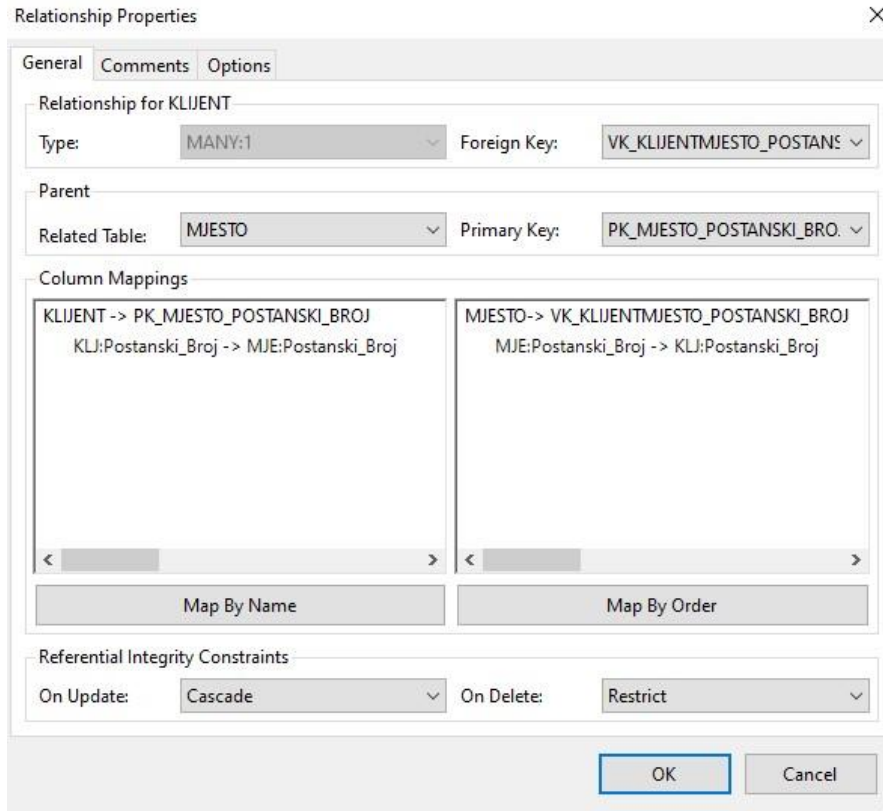 Relationship Properties
General Comments Options
Relationship for KLIJENT
Type: MANY:1 Foreign Key: VK_KLIJENTMJESTO_POSTANS
Parent
Related Table: MJESTO Primary Key: PK_MJESTO_POSTANSKI_BRO.
Column Mappings
KLIJENT -> PK_MJESTO_POSTANSKI_BROJ
KLJ:Postanski_Broj -> MJE:Postanski_Broj
MJESTO-> VK_KLIJENTMJESTO_POSTANSKI_BROJ
MJE:Postanski_Broj -> KLJ:Postanski_Broj
Map By Name Map By Order
Referential Integrity Constraints
On Update: Cascade On Delete: Restrict
OK Cancel